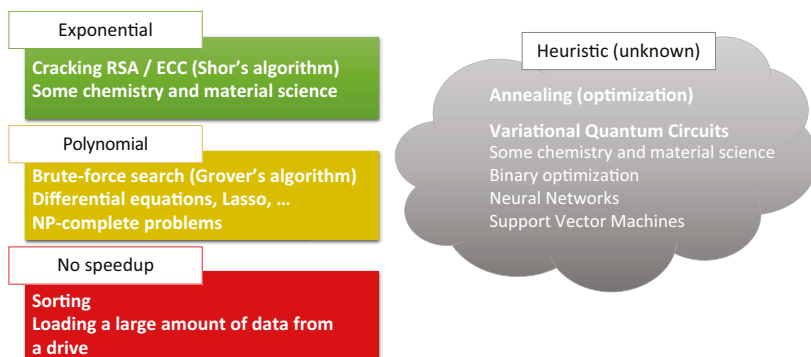 Exponential
Cracking RSA / ECC (Shor's algorithm)
Some chemistry and material science
Polynomial
Brute-force search (Grover's algorithm)
Differential equations, Lasso, ...
NP-complete problems
No speedup
Sorting
Loading a large amount of data from
a drive
Heuristic (unknown)
Annealing (optimization)
Variational Quantum Circuits
Some chemistry and material science
Binary optimization
Neural Networks
Support Vector Machines